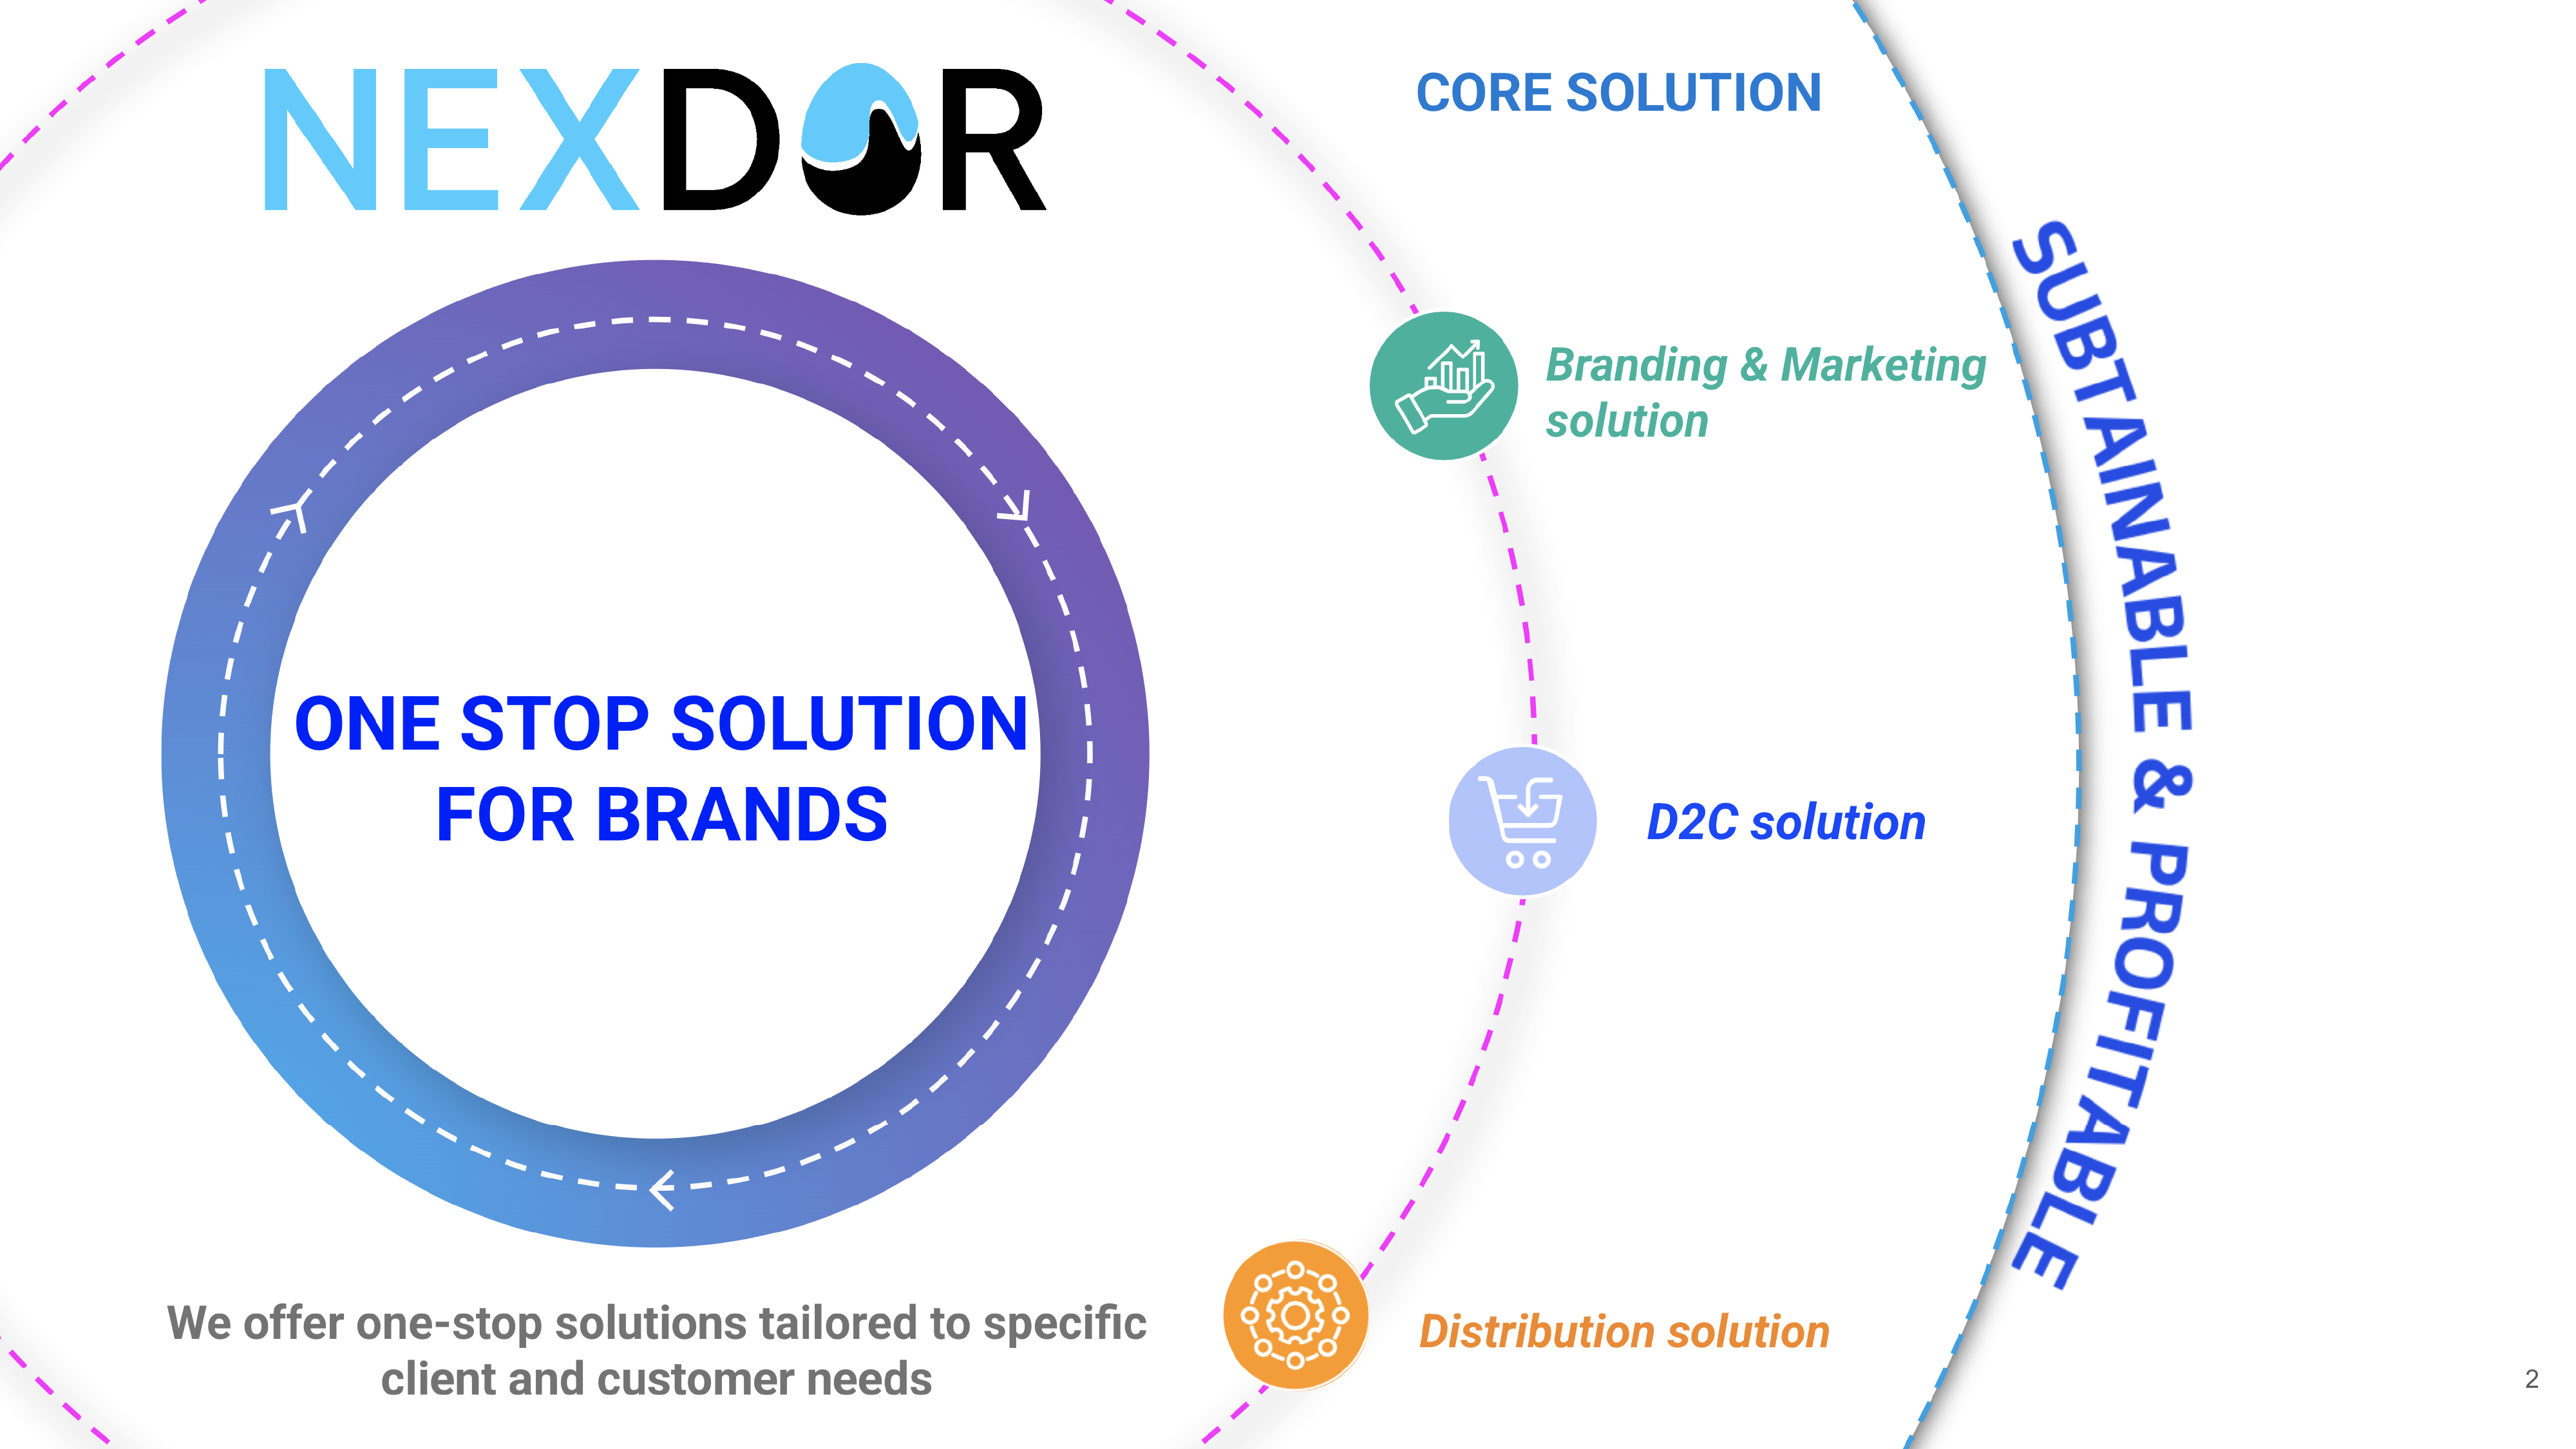 NEXDOR
CORE SOLUTION
Branding & Marketing
solution
ONE STOP SOLUTION
FOR BRANDS
D2C solution
SUBTAINABLE & PROFITABLE
We offer one-stop solutions tailored to specific
client and customer needs
Distribution solution
2